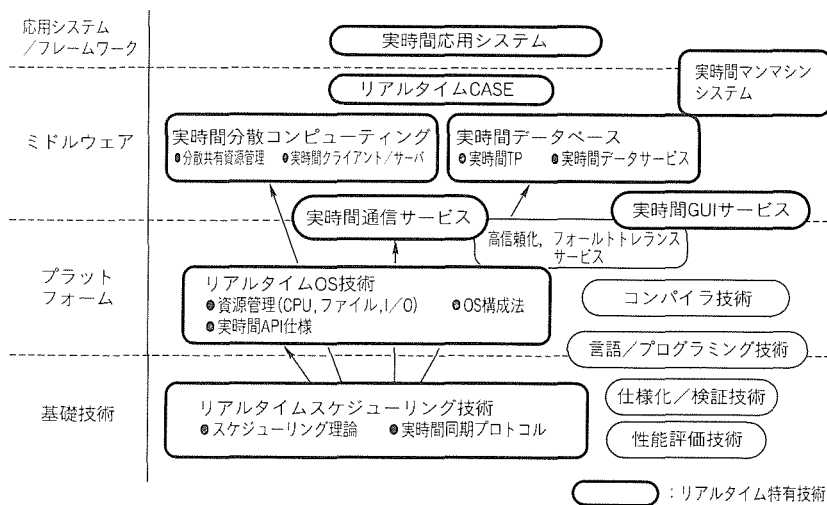 応用システム
／フレームワーク
実時間応用システム
実時間マンマシン
システム
リアルタイムCASE
ミドルウェア
実時間分散コンピューティング
●分散共有資源管理 ●実時間クライアント／サーバ
実時間データベース
●実時間TP ●実時間データサービス
実時間通信サービス
実時間GUIサービス
高信頼化，フォールトトレランス
サービス
プラット
フォーム
リアルタイムOS技術
●資源管理(CPU,ファイル,I／O) ●OS構成法
●実時間API仕様
コンパイラ技術
言語／プログラミング技術
基礎技術
リアルタイムスケジューリング技術
●スケジューリング理論 ●実時間同期プロトコル
仕様化／検証技術
性能評価技術
：リアルタイム特有技術